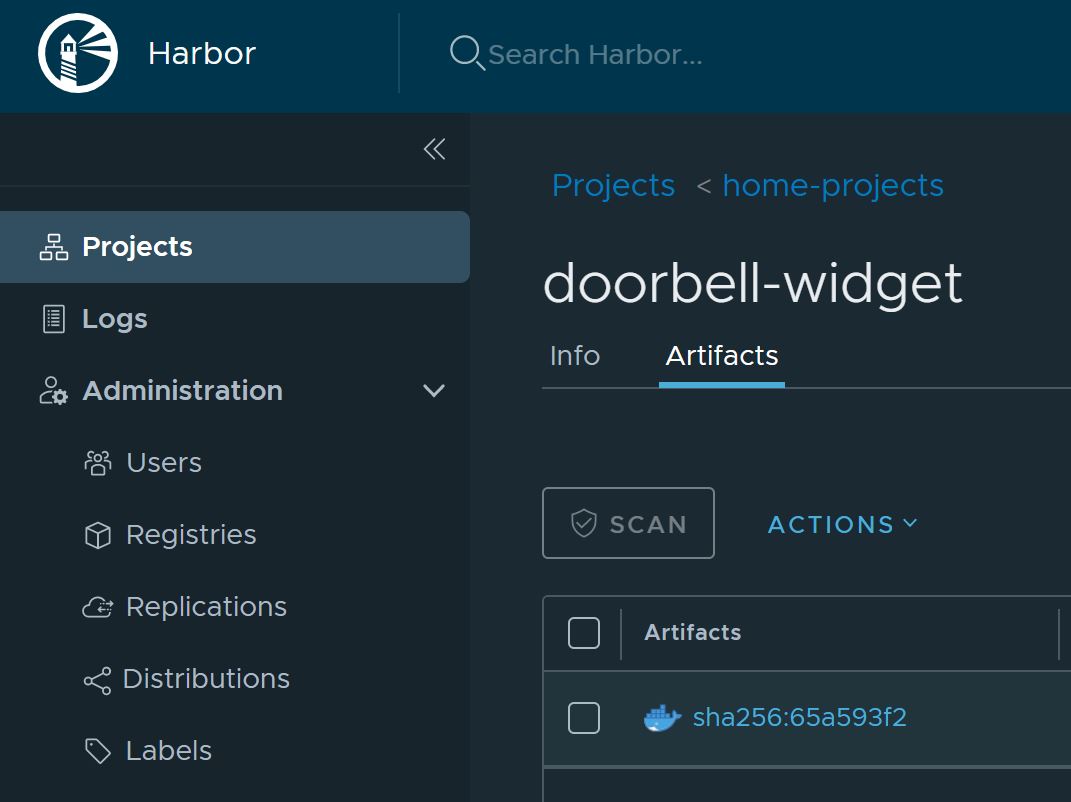 Harbor
Search Harbor...
Projects
Logs
Administration
Users
Registries
Replications
Distributions
Labels
Projects < home-projects
doorbell-widget
Info Artifacts
SCAN ACTIONS
Artifacts
sha256:65a593f2